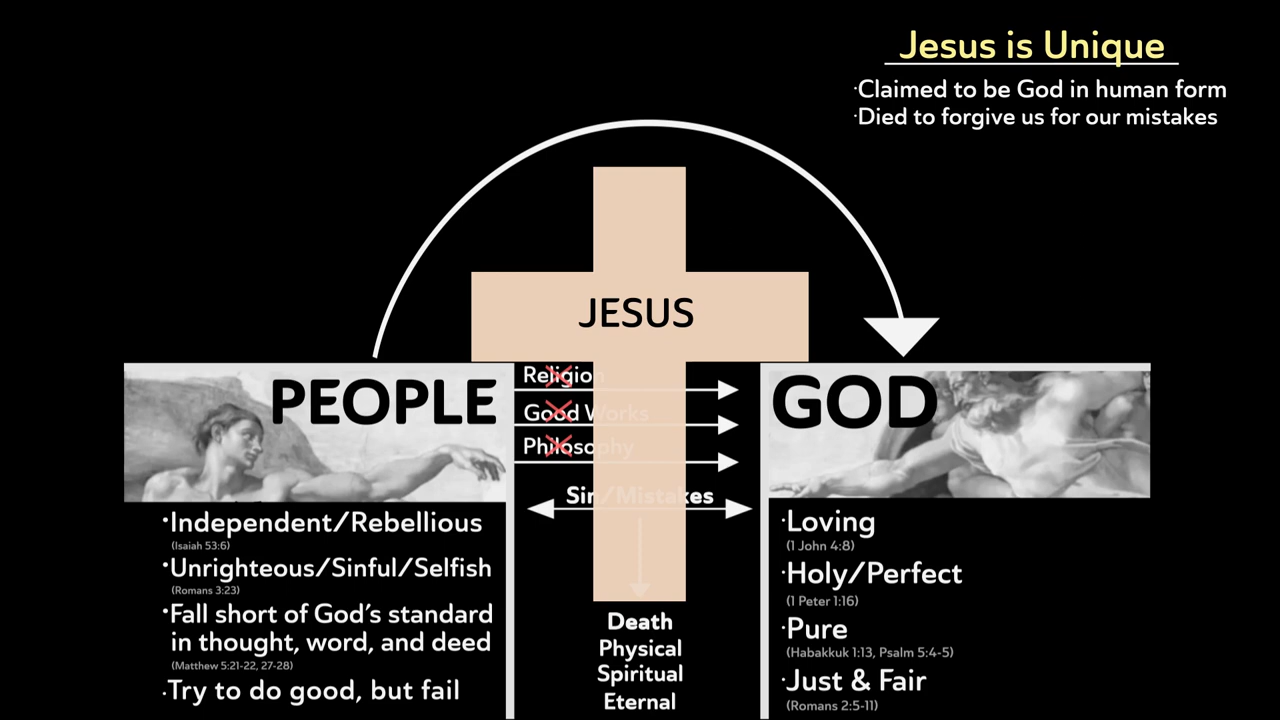 Jesus is Unique
·Claimed to be God in human form
·Died to forgive us for our mistakes
JESUS
PEOPLE
·Independent/Rebellious
(Isaiah 53:6)
·Unrighteous/Sinful/Selfish
(Romans 3:23)
·Fall short of God's standard
in thought, word, and deed
(Matthew 5:21-22, 27-28)
·Try to do good, but fail
Religion
Good Works
Philosophy
Sin/Mistakes
Death
Physical
Spiritual
Eternal
GOD
·Loving
(1 John 4:8)
·Holy/Perfect
(1 Peter 1:16)
·Pure
(Habakkuk 1:13, Psalm 5:4-5)
·Just & Fair
(Romans 2:5-11)